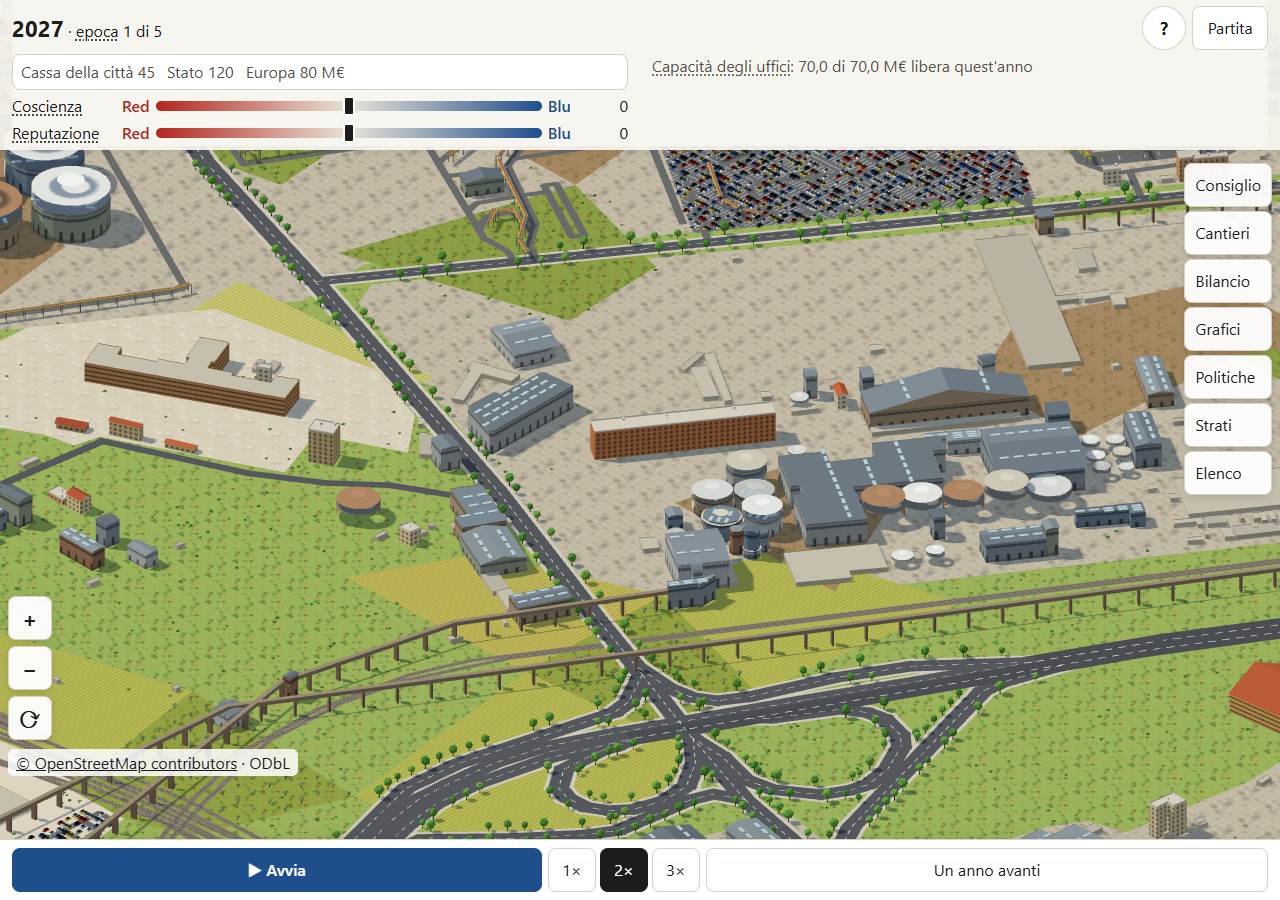 2027 · epoca 1 di 5
? Partita
Cassa della città 45 Stato 120 Europa 80 M€
Capacità degli uffici: 70,0 di 70,0 M€ libera quest'anno
Coscienza Red Blu 0
Reputazione Red Blu 0
Consiglio
Cantieri
Bilancio
Grafici
Politiche
Strati
Elenco
+
−
© OpenStreetMap contributors · ODbL
▶ Avvia 1× 2× 3× Un anno avanti